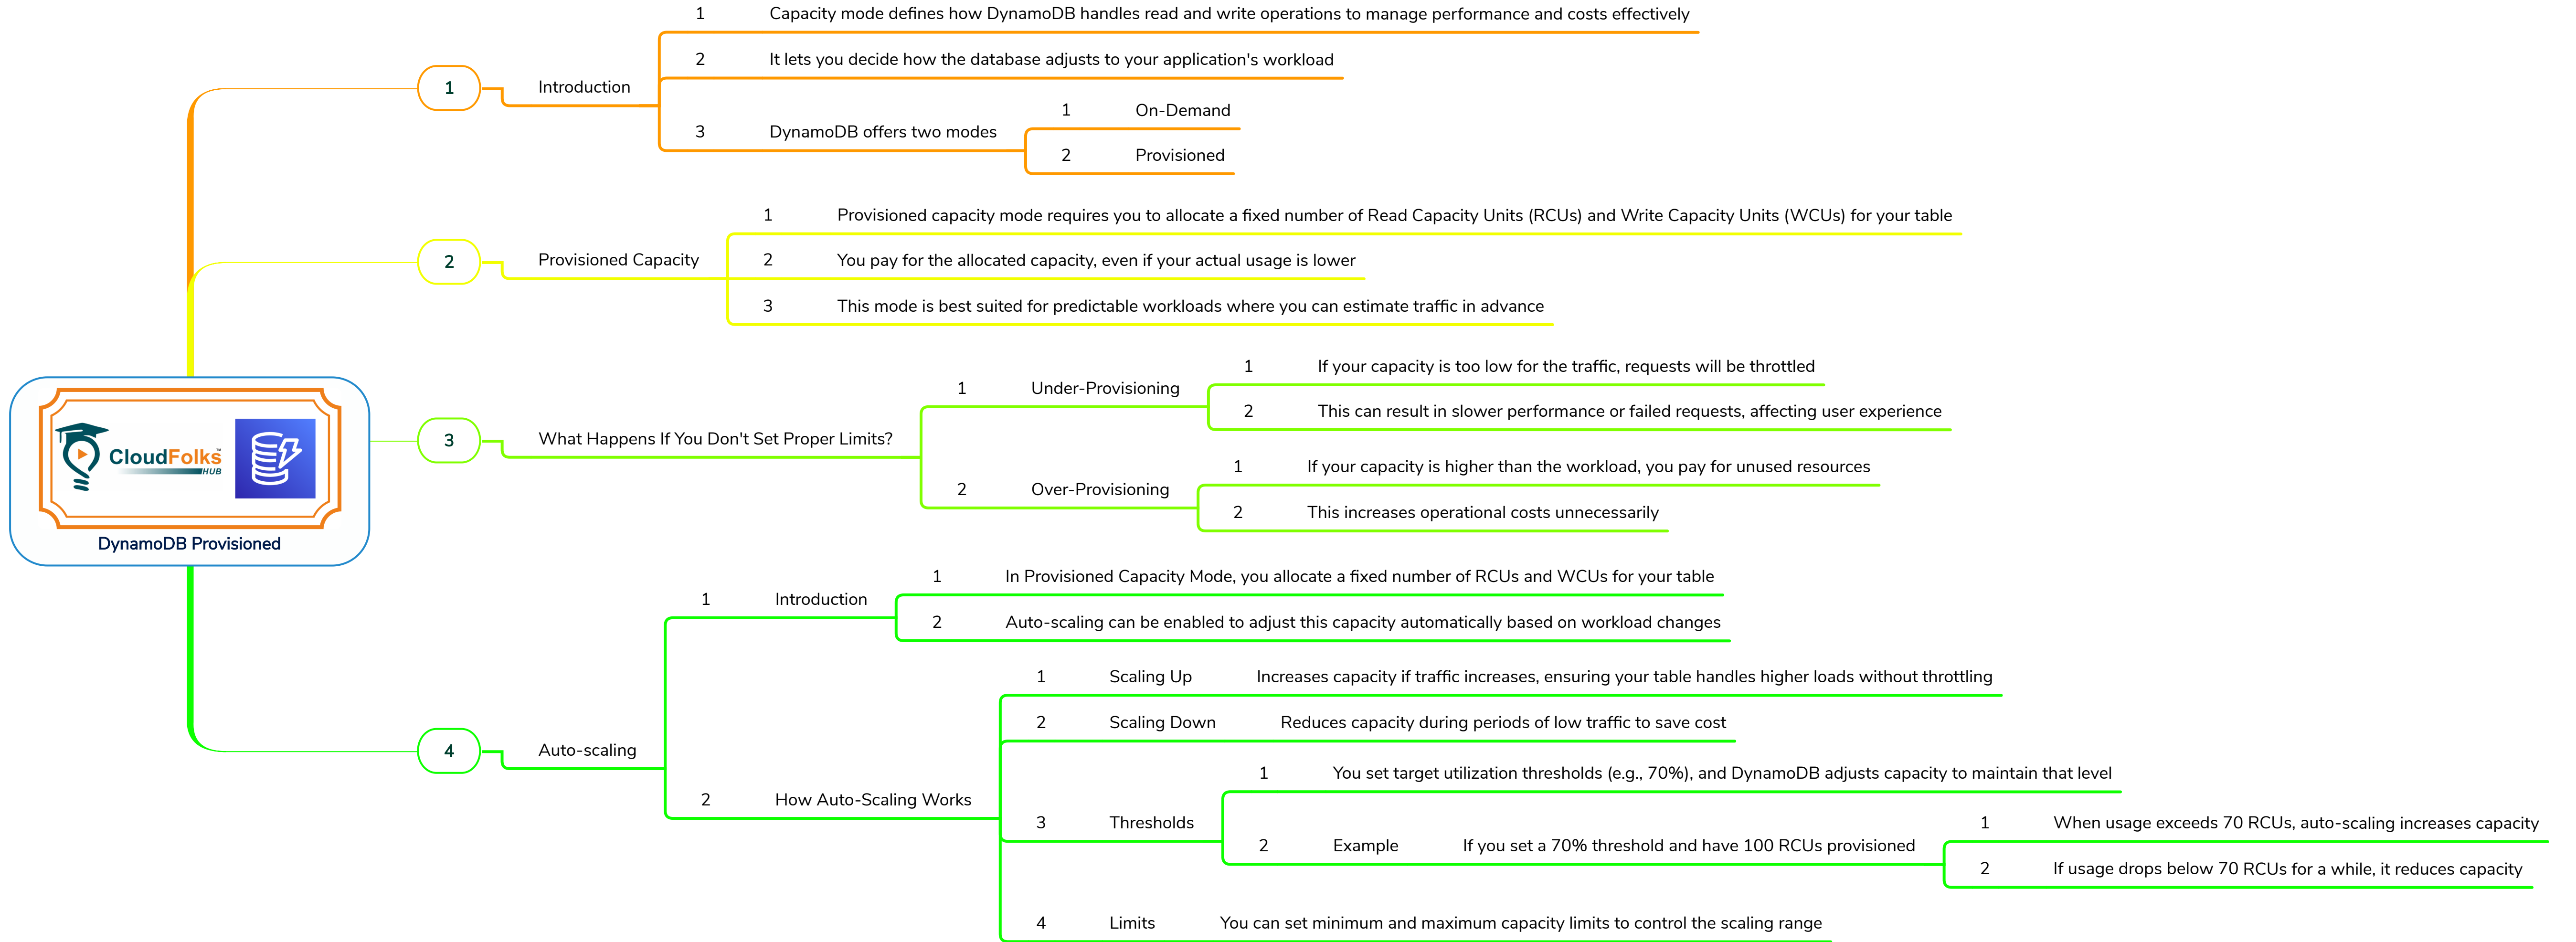 1 Capacity mode defines how DynamoDB handles read and write operations to manage performance and costs effectively
2 It lets you decide how the database adjusts to your application's workload
1 Introduction
3 DynamoDB offers two modes
1 On-Demand
2 Provisioned
2 Provisioned Capacity
1 Provisioned capacity mode requires you to allocate a fixed number of Read Capacity Units (RCUs) and Write Capacity Units (WCUs) for your table
2 You pay for the allocated capacity, even if your actual usage is lower
3 This mode is best suited for predictable workloads where you can estimate traffic in advance
CloudFolks™
HUB
DynamoDB Provisioned
3 What Happens If You Don't Set Proper Limits?
1 Under-Provisioning
1 If your capacity is too low for the traffic, requests will be throttled
2 This can result in slower performance or failed requests, affecting user experience
2 Over-Provisioning
1 If your capacity is higher than the workload, you pay for unused resources
2 This increases operational costs unnecessarily
4 Auto-scaling
1 Introduction
1 In Provisioned Capacity Mode, you allocate a fixed number of RCUs and WCUs for your table
2 Auto-scaling can be enabled to adjust this capacity automatically based on workload changes
2 How Auto-Scaling Works
1 Scaling Up Increases capacity if traffic increases, ensuring your table handles higher loads without throttling
2 Scaling Down Reduces capacity during periods of low traffic to save cost
3 Thresholds
1 You set target utilization thresholds (e.g., 70%), and DynamoDB adjusts capacity to maintain that level
2 Example If you set a 70% threshold and have 100 RCUs provisioned
1 When usage exceeds 70 RCUs, auto-scaling increases capacity
2 If usage drops below 70 RCUs for a while, it reduces capacity
4 Limits You can set minimum and maximum capacity limits to control the scaling range